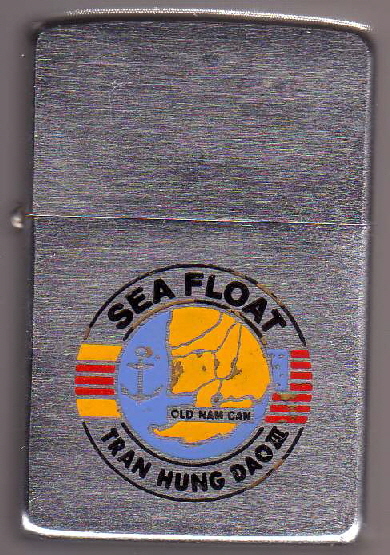 SEA FLOAT
OLD NAM CAN
TRAN HUNG DAO III